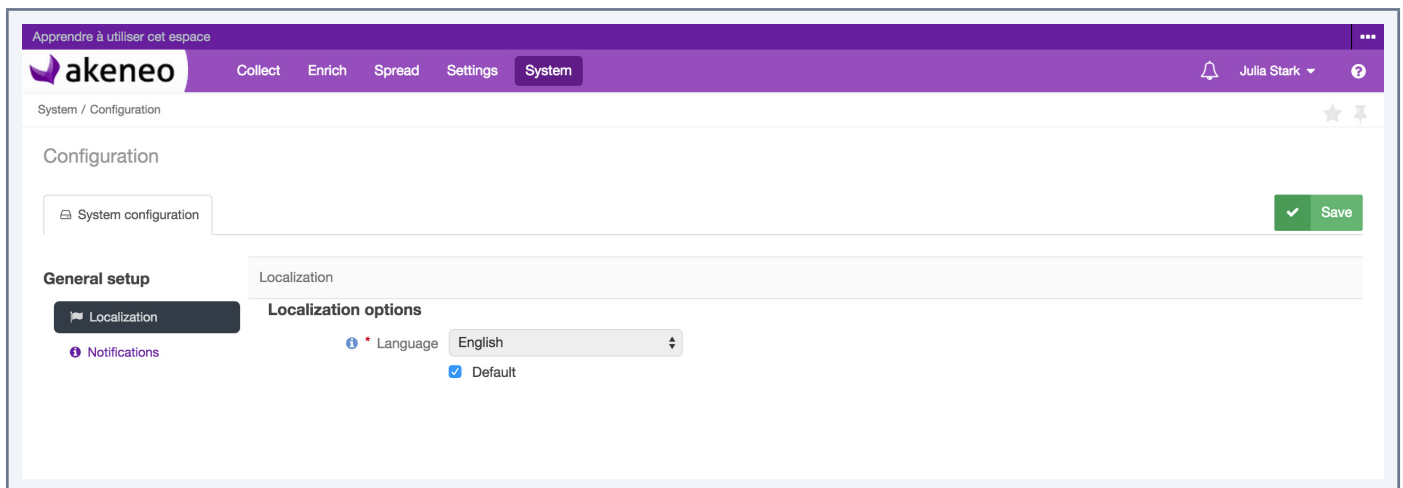 Apprendre à utiliser cet espace
akeneo Collect Enrich Spread Settings System Julia Stark
System / Configuration
Configuration
System configuration Save
General setup
Localization
Localization
Localization options
* Language English
Notifications
Default